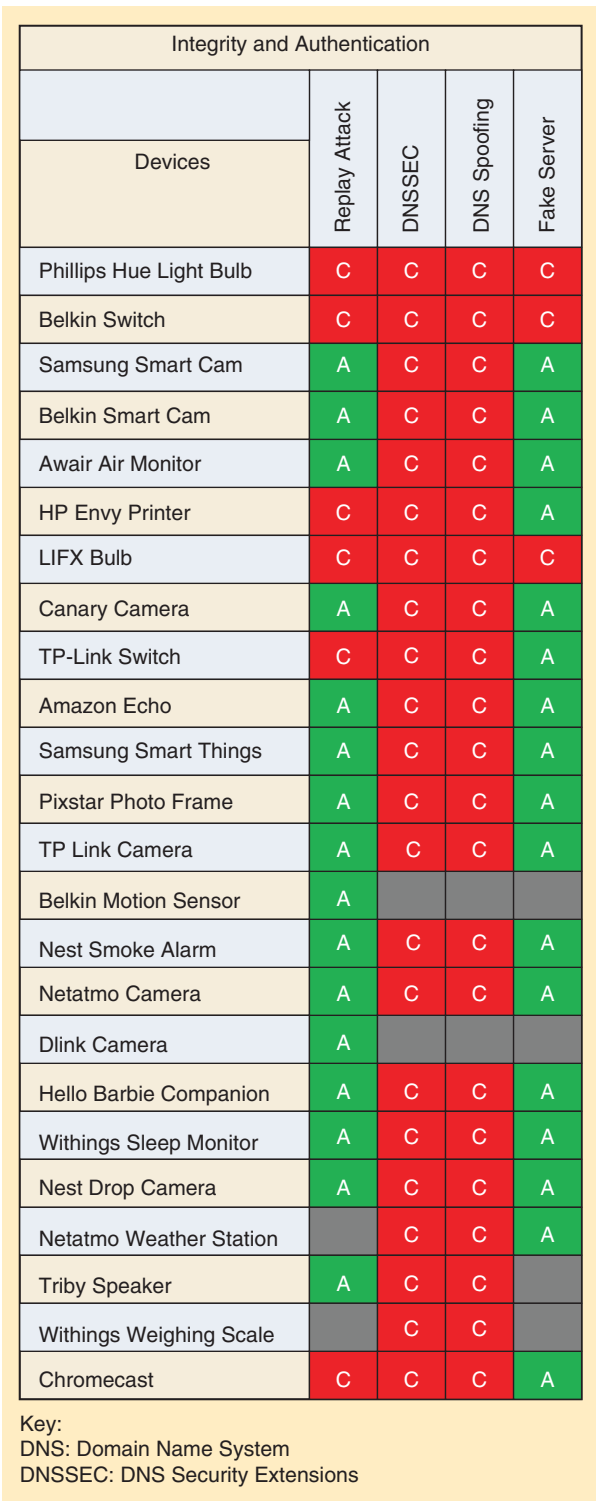 Integrity and Authentication
Devices
Replay Attack
DNSSEC
DNS Spoofing
Fake Server
Phillips Hue Light Bulb C C C C
Belkin Switch C C C C
Samsung Smart Cam A C C A
Belkin Smart Cam A C C A
Awair Air Monitor A C C A
HP Envy Printer C C C A
LIFX Bulb C C C C
Canary Camera A C C A
TP-Link Switch C C C A
Amazon Echo A C C A
Samsung Smart Things A C C A
Pixstar Photo Frame A C C A
TP Link Camera A C C A
Belkin Motion Sensor A
Nest Smoke Alarm A C C A
Netatmo Camera A C C A
Dlink Camera A
Hello Barbie Companion A C C A
Withings Sleep Monitor A C C A
Nest Drop Camera A C C A
Netatmo Weather Station C C A
Triby Speaker A C C
Withings Weighing Scale C C
Chromecast C C C A
Key:
DNS: Domain Name System
DNSSEC: DNS Security Extensions